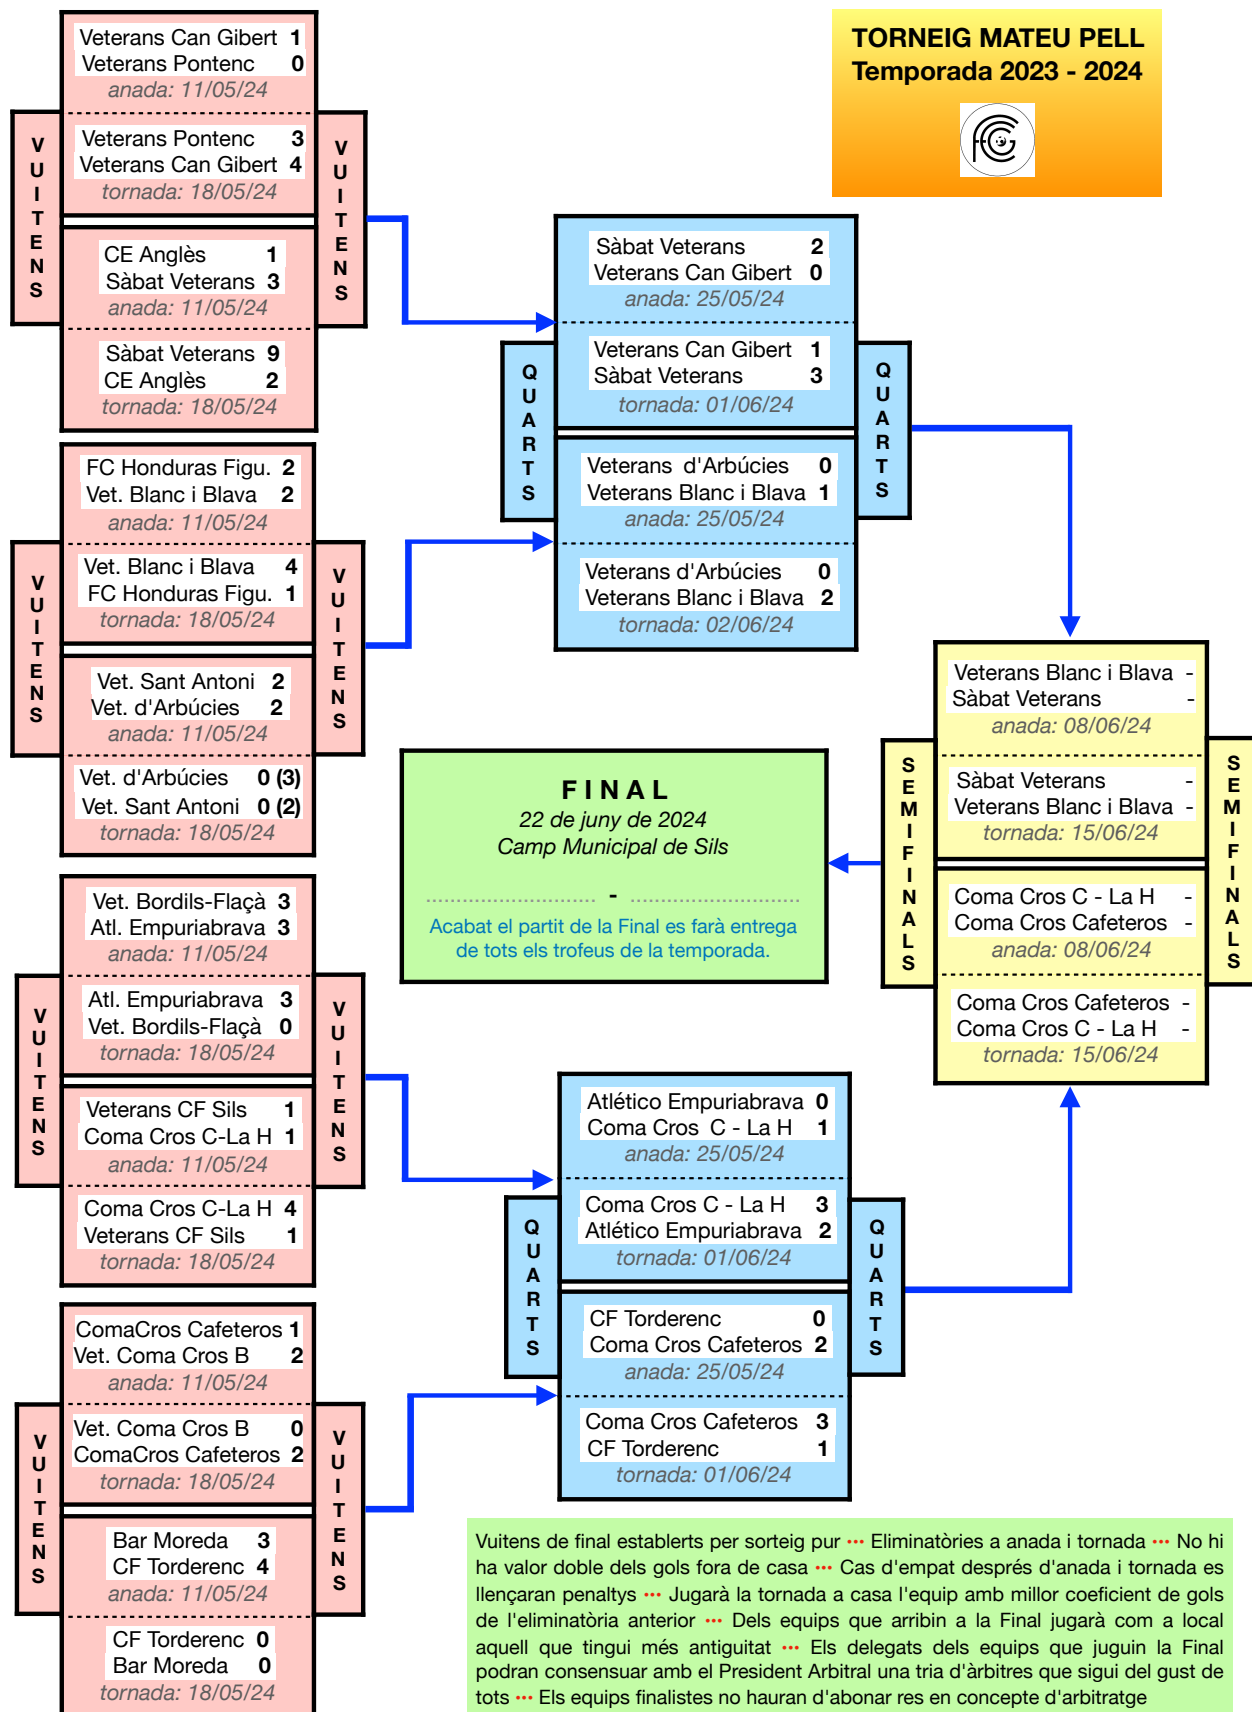 TORNEIG MATEU PELL
Temporada 2023 - 2024
FCCG
VUITENS
Veterans Can Gibert 1
Veterans Pontenc 0
anada: 11/05/24
Veterans Pontenc 3
Veterans Can Gibert 4
tornada: 18/05/24
CE Anglès 1
Sàbat Veterans 3
anada: 11/05/24
Sàbat Veterans 9
CE Anglès 2
tornada: 18/05/24
VUITENS
VUITENS
FC Honduras Figu. 2
Vet. Blanc i Blava 2
anada: 11/05/24
Vet. Blanc i Blava 4
FC Honduras Figu. 1
tornada: 18/05/24
Vet. Sant Antoni 2
Vet. d'Arbúcies 2
anada: 11/05/24
Vet. d'Arbúcies 0 (3)
Vet. Sant Antoni 0 (2)
tornada: 18/05/24
VUITENS
VUITENS
Vet. Bordils-Flaçà 3
Atl. Empuriabrava 3
anada: 11/05/24
Atl. Empuriabrava 3
Vet. Bordils-Flaçà 0
tornada: 18/05/24
Veterans CF Sils 1
Coma Cros C-La H 1
anada: 11/05/24
Coma Cros C-La H 4
Veterans CF Sils 1
tornada: 18/05/24
VUITENS
VUITENS
ComaCros Cafeteros 1
Vet. Coma Cros B 2
anada: 11/05/24
Vet. Coma Cros B 0
ComaCros Cafeteros 2
tornada: 18/05/24
Bar Moreda 3
CF Torderenc 4
anada: 11/05/24
CF Torderenc 0
Bar Moreda 0
tornada: 18/05/24
VUITENS
QUARTS
Sàbat Veterans 2
Veterans Can Gibert 0
anada: 25/05/24
Veterans Can Gibert 1
Sàbat Veterans 3
tornada: 01/06/24
Veterans d'Arbúcies 0
Veterans Blanc i Blava 1
anada: 25/05/24
Veterans d'Arbúcies 0
Veterans Blanc i Blava 2
tornada: 02/06/24
QUARTS
QUARTS
Atlético Empuriabrava 0
Coma Cros C - La H 1
anada: 25/05/24
Coma Cros C - La H 3
Atlético Empuriabrava 2
tornada: 01/06/24
CF Torderenc 0
Coma Cros Cafeteros 2
anada: 25/05/24
Coma Cros Cafeteros 3
CF Torderenc 1
tornada: 01/06/24
QUARTS
SEMIFINALS
Veterans Blanc i Blava -
Sàbat Veterans -
anada: 08/06/24
Sàbat Veterans -
Veterans Blanc i Blava -
tornada: 15/06/24
Coma Cros C - La H -
Coma Cros Cafeteros -
anada: 08/06/24
Coma Cros Cafeteros -
Coma Cros C - La H -
tornada: 15/06/24
SEMIFINALS
FINAL
22 de juny de 2024
Camp Municipal de Sils
............................ - ............................
Acabat el partit de la Final es farà entrega
de tots els trofeus de la temporada.
Vuitens de final establerts per sorteig pur ••• Eliminatòries a anada i tornada ••• No hi
ha valor doble dels gols fora de casa ••• Cas d'empat després d'anada i tornada es
llençaran penaltys ••• Jugarà la tornada a casa l'equip amb millor coeficient de gols
de l'eliminatòria anterior ••• Dels equips que arribin a la Final jugarà com a local
aquell que tingui més antiguitat ••• Els delegats dels equips que juguin la Final
podran consensuar amb el President Arbitral una tria d'àrbitres que sigui del gust de
tots ••• Els equips finalistes no hauran d'abonar res en concepte d'arbitratge